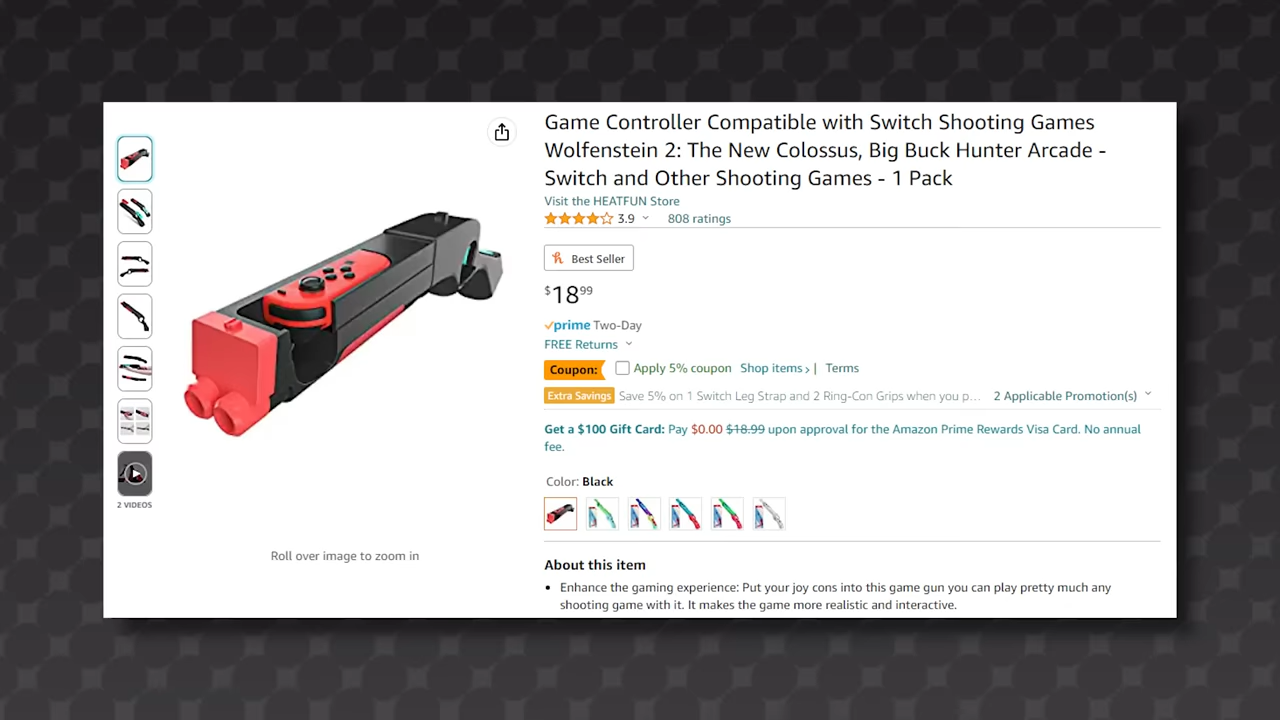 Game Controller Compatible with Switch Shooting Games
Wolfenstein 2: The New Colossus, Big Buck Hunter Arcade -
Switch and Other Shooting Games - 1 Pack
Visit the HEATFUN Store
3.9 808 ratings
Best Seller
$18 99
prime Two-Day
FREE Returns
Coupon: Apply 5% coupon Shop items › | Terms
Extra Savings Save 5% on 1 Switch Leg Strap and 2 Ring-Con Grips when you p... 2 Applicable Promotion(s)
Get a $100 Gift Card: Pay $0.00 $18.99 upon approval for the Amazon Prime Rewards Visa Card. No annual
fee.
Color: Black
2 VIDEOS
Roll over image to zoom in
About this item
• Enhance the gaming experience: Put your joy cons into this game gun you can play pretty much any
shooting game with it. It makes the game more realistic and interactive.